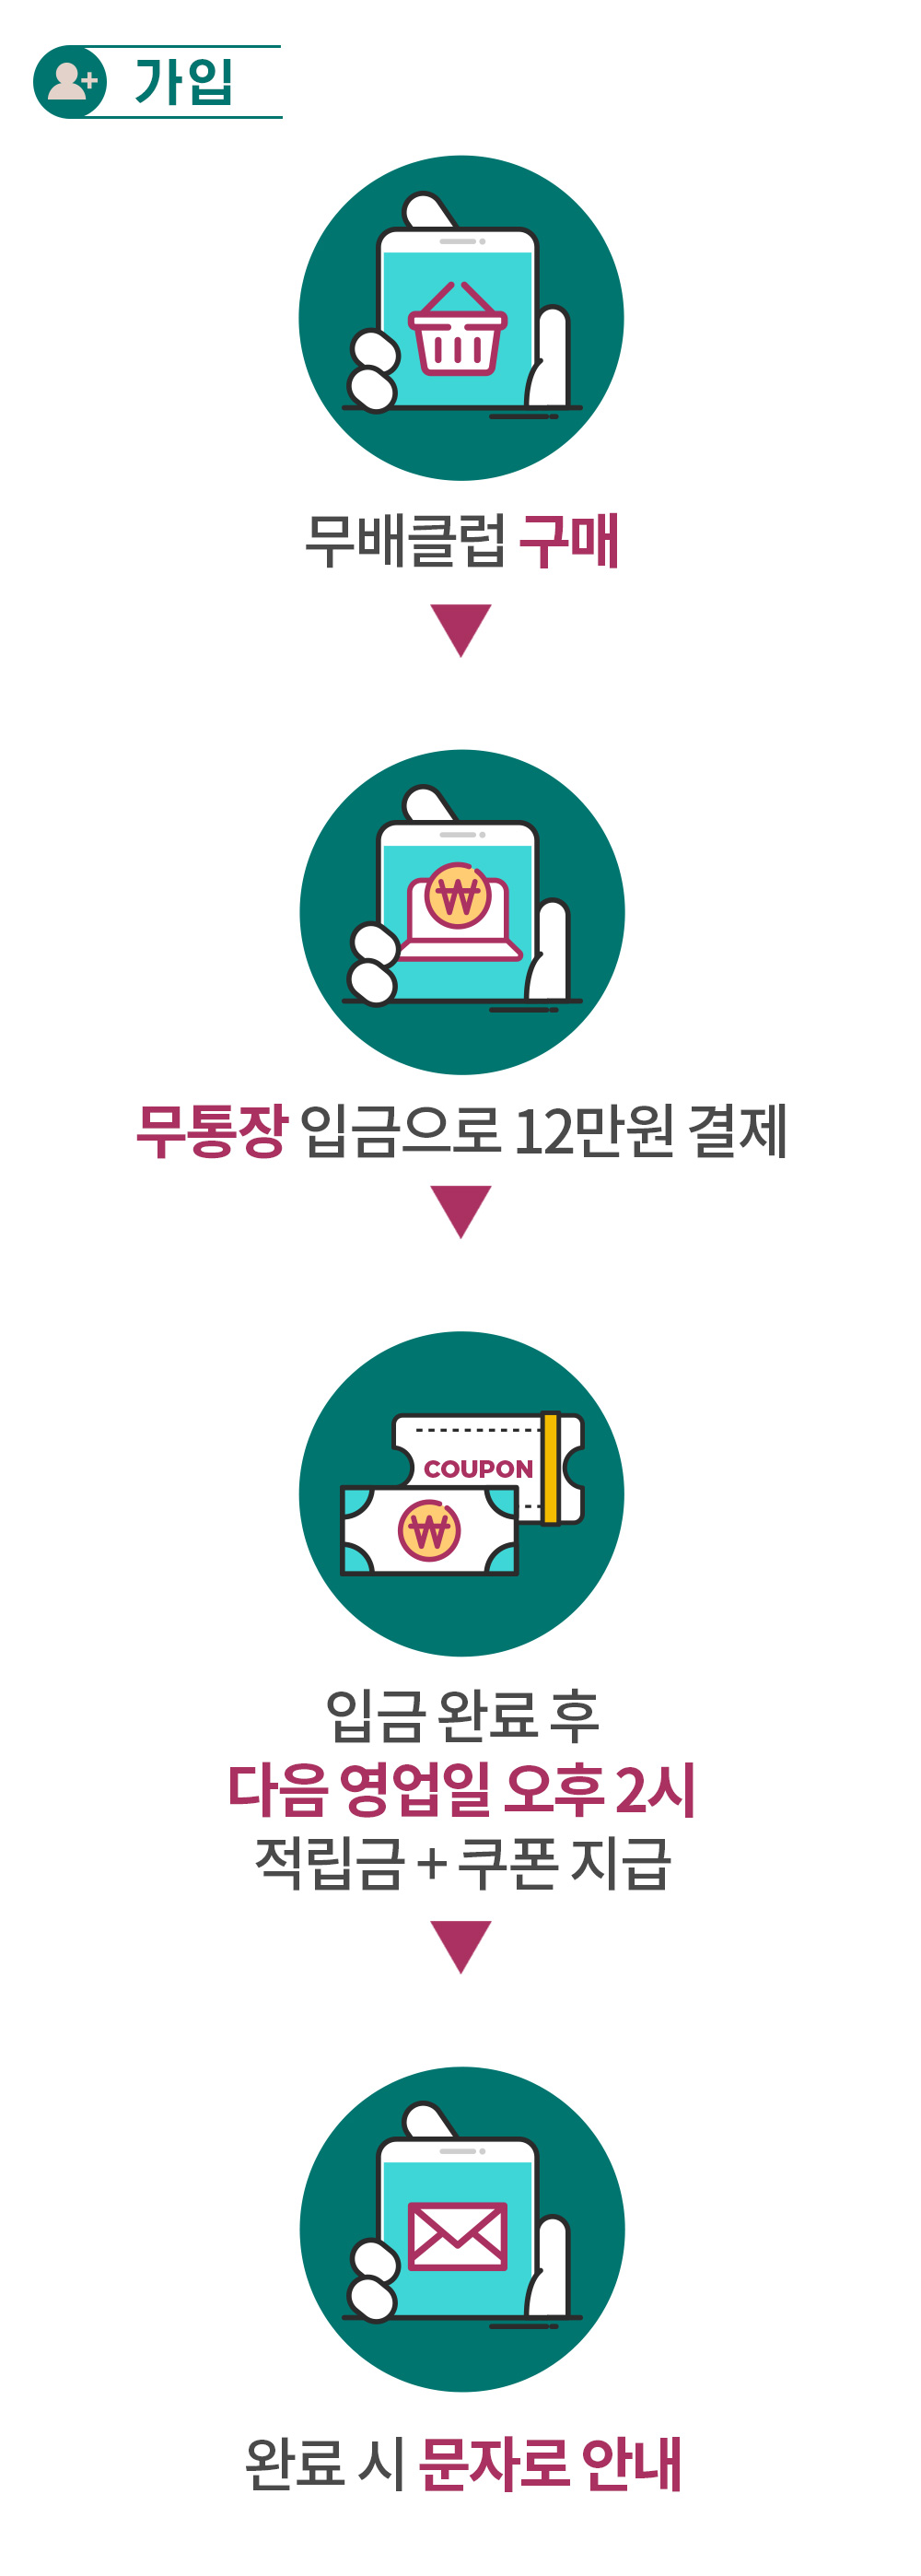 가입
무배클럽 구매
무통장 입금으로 12만원 결제
COUPON
₩
입금 완료 후
다음 영업일 오후 2시
적립금 + 쿠폰 지급
완료 시 문자로 안내